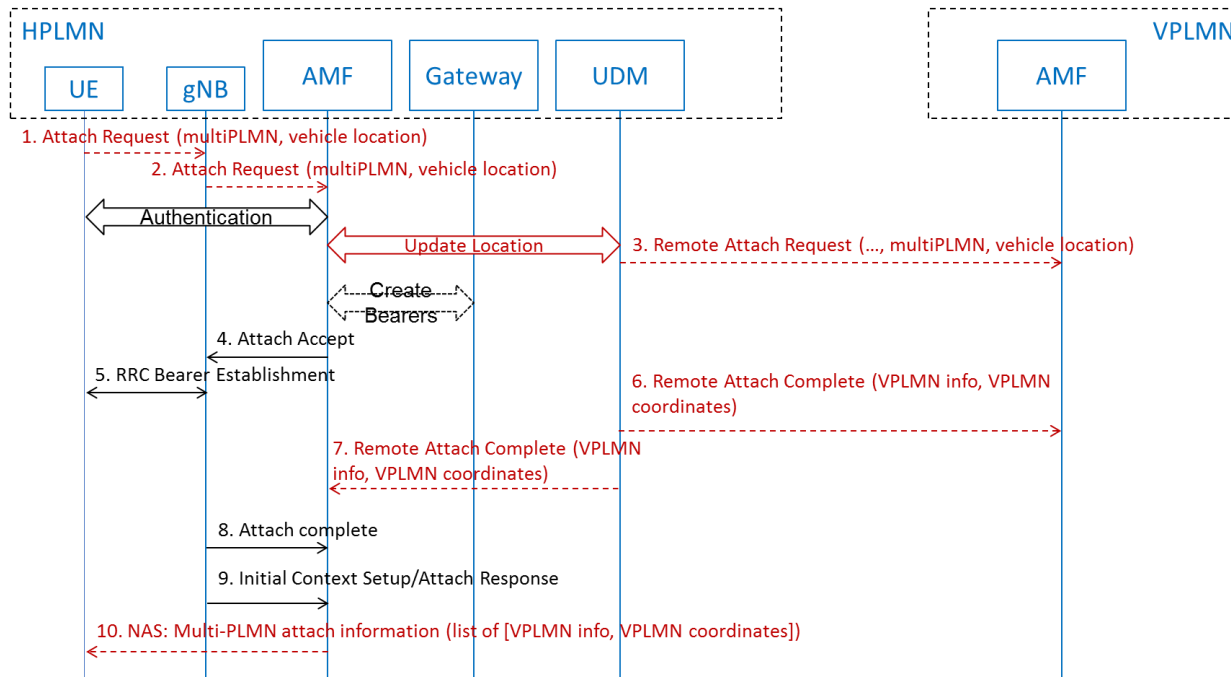 HPLMN
VPLMN
UE
gNB
AMF
Gateway
UDM
AMF
1. Attach Request (multiPLMN, vehicle location)
2. Attach Request (multiPLMN, vehicle location)
Authentication
Update Location
3. Remote Attach Request (…, multiPLMN, vehicle location)
Create
Bearers
4. Attach Accept
5. RRC Bearer Establishment
6. Remote Attach Complete (VPLMN info, VPLMN
coordinates)
7. Remote Attach Complete (VPLMN
info, VPLMN coordinates)
8. Attach complete
9. Initial Context Setup/Attach Response
10. NAS: Multi-PLMN attach information (list of [VPLMN info, VPLMN coordinates])